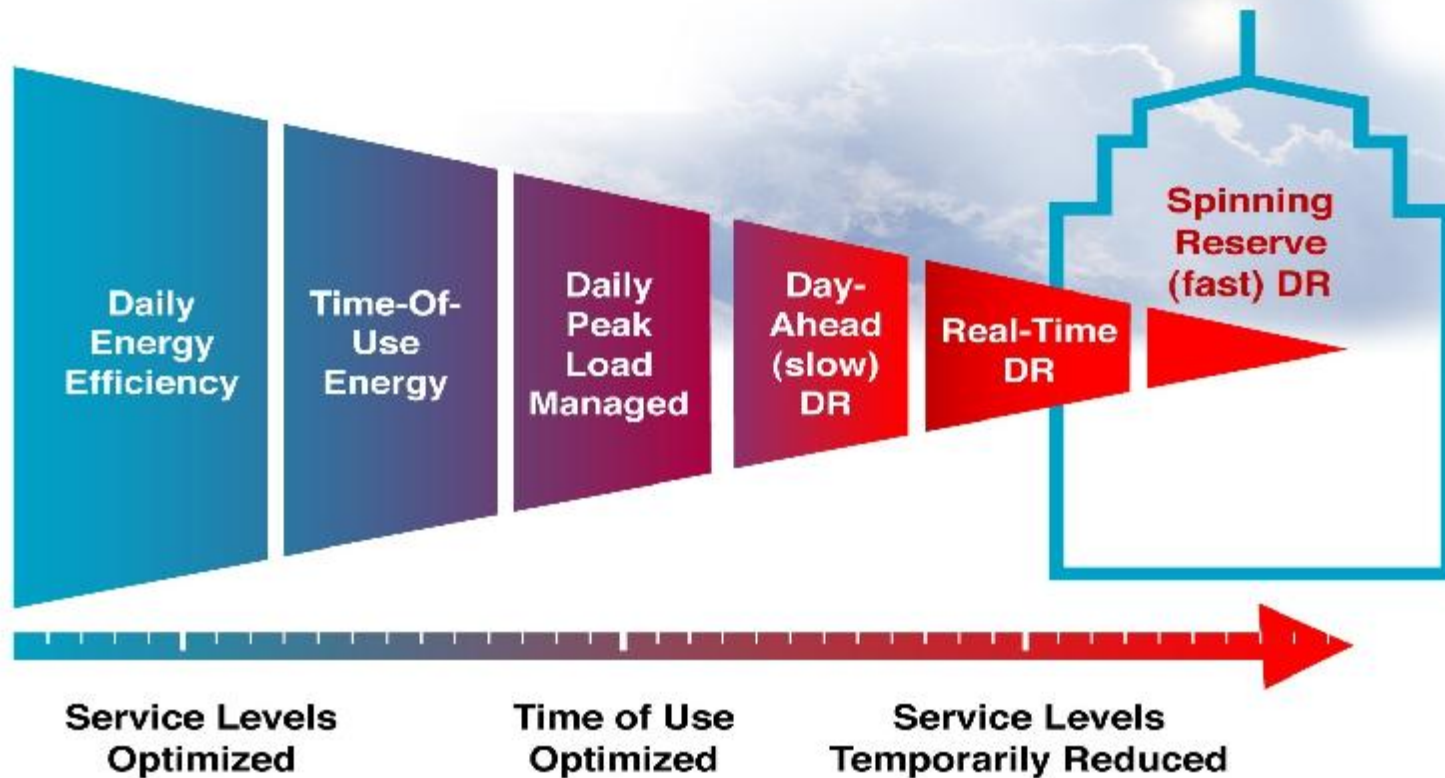 Daily
Energy
Efficiency
Time-Of-
Use
Energy
Daily
Peak
Load
Managed
Day-
Ahead
(slow)
DR
Real-Time
DR
Spinning
Reserve
(fast) DR
Service Levels
Optimized
Time of Use
Optimized
Service Levels
Temporarily Reduced